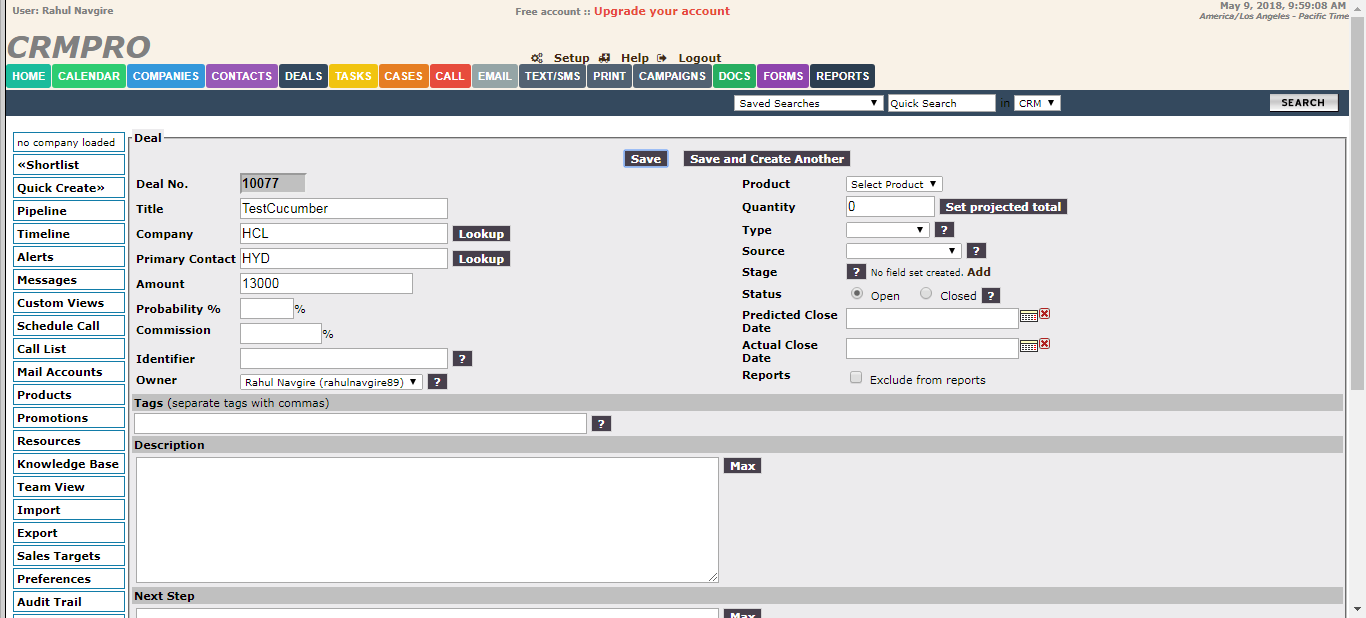 User: Rahul Navgire
Free account :: Upgrade your account
May 9, 2018, 9:59:08 AM
America/Los Angeles - Pacific Time
CRMPRO
Setup Help Logout
HOME CALENDAR COMPANIES CONTACTS DEALS TASKS CASES CALL EMAIL TEXT/SMS PRINT CAMPAIGNS DOCS FORMS REPORTS
Saved Searches Quick Search in CRM SEARCH
no company loaded
«Shortlist
Quick Create»
Pipeline
Timeline
Alerts
Messages
Custom Views
Schedule Call
Call List
Mail Accounts
Products
Promotions
Resources
Knowledge Base
Team View
Import
Export
Sales Targets
Preferences
Audit Trail
Deal
Save Save and Create Another
Deal No. 10077
Title TestCucumber
Company HCL Lookup
Primary Contact HYD Lookup
Amount 13000
Probability % %
Commission %
Identifier ?
Owner Rahul Navgire (rahulnavgire89) ?
Product Select Product
Quantity 0 Set projected total
Type ?
Source ?
Stage ? No field set created. Add
Status Open Closed ?
Predicted Close
Date
Actual Close
Date
Reports Exclude from reports
Tags (separate tags with commas)
?
Description
Max
Next Step
Max